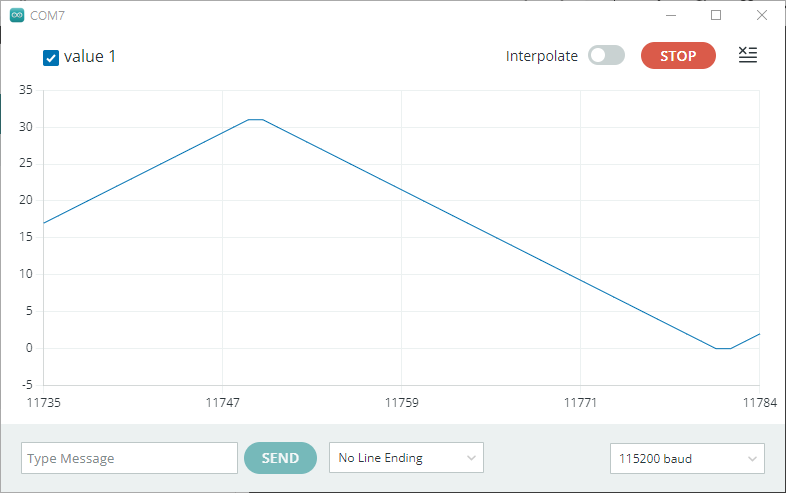 COM7
value 1
Interpolate
STOP
35
30
25
20
15
10
5
0
-5
11735 11747 11759 11771 11784
Type Message
SEND
No Line Ending
115200 baud